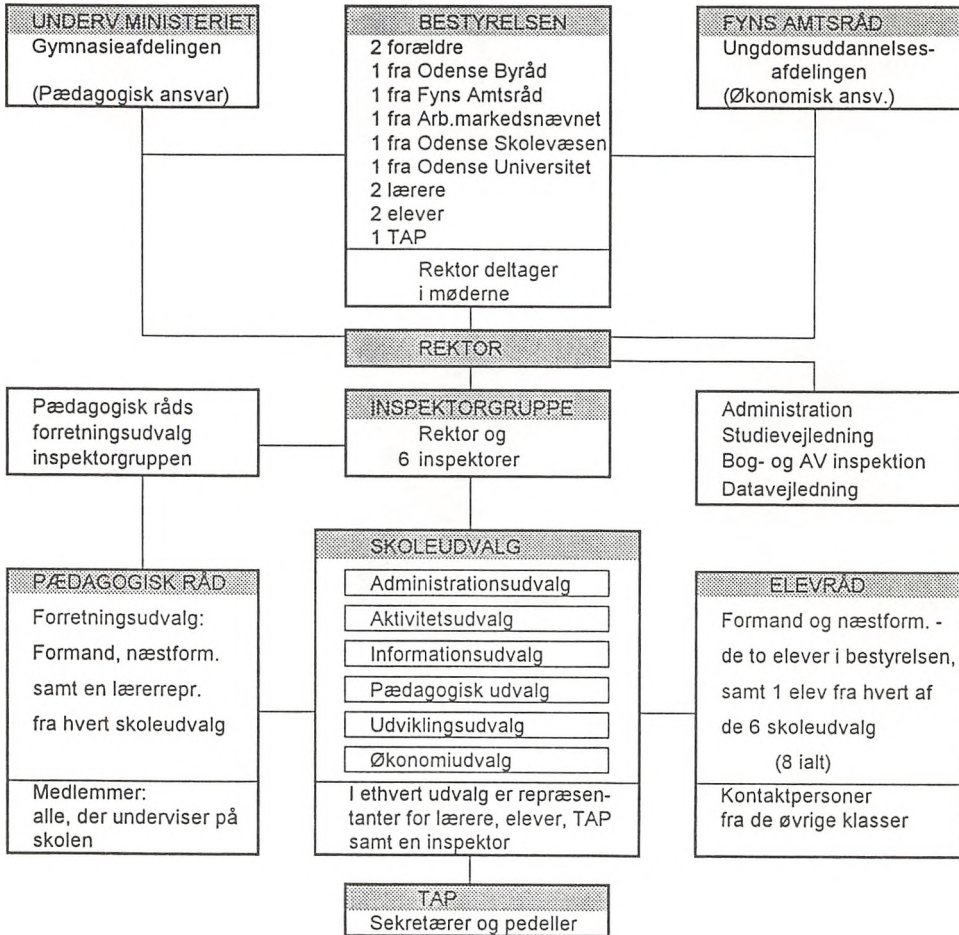 UNDERV.MINISTERIET
Gymnasieafdelingen
(Pædagogisk ansvar)
BESTYRELSEN
2 forældre
1 fra Odense Byråd
1 fra Fyns Amtsråd
1 fra Arb.markedsnævnet
1 fra Odense Skolevæsen
1 fra Odense Universitet
2 lærere
2 elever
1 TAP
Rektor deltager
i møderne
FYNS AMTSRÅD
Ungdomsuddannelses-
afdelingen
(Økonomisk ansv.)
REKTOR
Pædagogisk råds
forretningsudvalg
inspektorgruppen
INSPEKTORGRUPPE
Rektor og
6 inspektorer
Administration
Studievejledning
Bog- og AV inspektion
Datavejledning
PÆDAGOGISK RÅD
Forretningsudvalg:
Formand, næstform.
samt en lærerrepr.
fra hvert skoleudvalg
Medlemmer:
alle, der underviser på
skolen
SKOLEUDVALG
Administrationsudvalg
Aktivitetsudvalg
Informationsudvalg
Pædagogisk udvalg
Udviklingsudvalg
Økonomiudvalg
I ethvert udvalg er repræsen-
tanter for lærere, elever, TAP
samt en inspektor
ELEVRÅD
Formand og næstform. -
de to elever i bestyrelsen,
samt 1 elev fra hvert af
de 6 skoleudvalg
(8 ialt)
Kontaktpersoner
fra de øvrige klasser
TAP
Sekretærer og pedeller